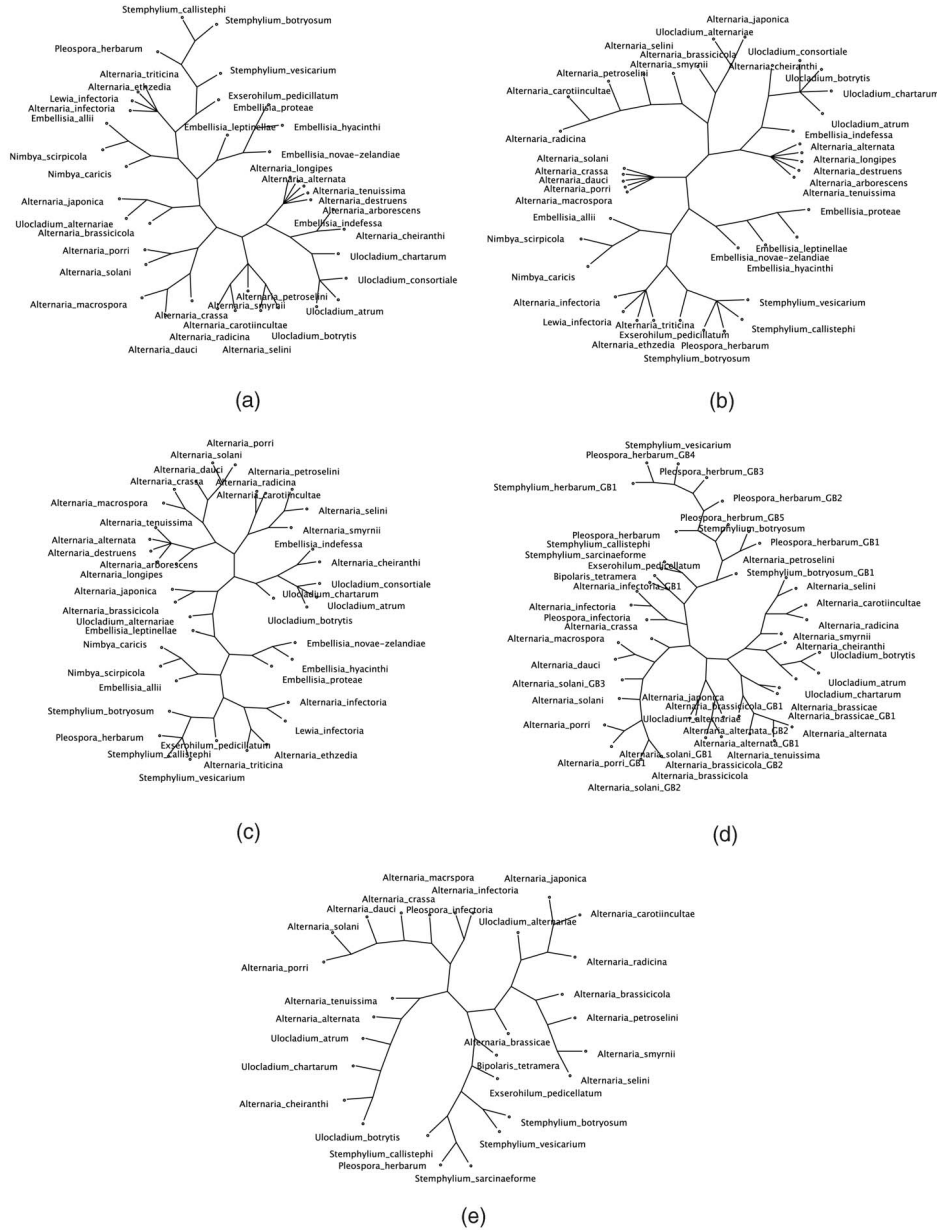 Stemphylium_callistephi
Stemphylium_botryosum
Pleospora_herbarum
Alternaria_triticina
Stemphylium_vesicarium
Alternaria_ethzedia
Lewia_infectoria
Exserohilum_pedicillatum
Alternaria_infectoria
Embellisia_proteae
Embellisia_allii
Embellisia_leptinellae
Embellisia_hyacinthi
Nimbya_scirpicola
Embellisia_novae-zelandiae
Alternaria_longipes
Nimbya_caricis
Alternaria_alternata
Alternaria_tenuissima
Alternaria_japonica
Alternaria_destruens
Alternaria_arborescens
Ulocladium_alternariae
Embellisia_indefessa
Alternaria_brassicicola
Alternaria_cheiranthi
Alternaria_porri
Ulocladium_chartarum
Alternaria_solani
Ulocladium_consortiale
Alternaria_petroselini
Alternaria_macrospora
Alternaria_smyrnii
Ulocladium_atrum
Alternaria_crassa
Alternaria_carotiincultae
Alternaria_radicina
Ulocladium_botrytis
Alternaria_dauci
Alternaria_selini
(a)
Alternaria_japonica
Ulocladium_alternariae
Alternaria_selini
Ulocladium_consortiale
Alternaria_brassicicola
Alternaria_smyrnii
Alternaria_cheiranthi
Alternaria_petroselini
Ulocladium_botrytis
Alternaria_carotiincultae
Ulocladium_chartarum
Ulocladium_atrum
Alternaria_radicina
Embellisia_indefessa
Alternaria_alternata
Alternaria_solani
Alternaria_longipes
Alternaria_crassa
Alternaria_destruens
Alternaria_dauci
Alternaria_arborescens
Alternaria_porri
Alternaria_tenuissima
Alternaria_macrospora
Embellisia_proteae
Embellisia_allii
Nimbya_scirpicola
Embellisia_leptinellae
Embellisia_novae-zelandiae
Embellisia_hyacinthi
Nimbya_caricis
Alternaria_infectoria
Stemphylium_vesicarium
Lewia_infectoria
Alternaria_triticina
Stemphylium_callistephi
Exserohilum_pedicillatum
Alternaria_ethzedia
Pleospora_herbarum
Stemphylium_botryosum
(b)
Alternaria_porri
Alternaria_solani
Alternaria_dauci
Alternaria_petroselini
Alternaria_crassa
Alternaria_radicina
Alternaria_carotiincultae
Alternaria_macrospora
Alternaria_selini
Alternaria_tenuissima
Alternaria_smyrnii
Alternaria_alternata
Embellisia_indefessa
Alternaria_destruens
Alternaria_cheiranthi
Alternaria_arborescens
Alternaria_longipes
Ulocladium_consortiale
Alternaria_japonica
Ulocladium_chartarum
Ulocladium_atrum
Alternaria_brassicicola
Ulocladium_alternariae
Ulocladium_botrytis
Embellisia_leptinellae
Nimbya_caricis
Embellisia_novae-zelandiae
Nimbya_scirpicola
Embellisia_hyacinthi
Embellisia_proteae
Embellisia_allii
Alternaria_infectoria
Stemphylium_botryosum
Lewia_infectoria
Pleospora_herbarum
Exserohilum_pedicillatum
Stemphylium_callistephi
Alternaria_ethzedia
Alternaria_triticina
Stemphylium_vesicarium
(c)
Stemphylium_vesicarium
Pleospora_herbarum_GB4
Pleospora_herbrum_GB3
Stemphylium_herbarum_GB1
Pleospora_herbarum_GB2
Pleospora_herbrum_GB5
Stemphylium_botryosum
Pleospora_herbarum
Pleospora_herbarum_GB1
Stemphylium_callistephi
Stemphylium_sarcinaeforme
Alternaria_petroselini
Exserohilum_pedicellatum
Stemphylium_botryosum_GB1
Bipolaris_tetramera
Alternaria_infectoria_GB1
Alternaria_selini
Alternaria_infectoria
Alternaria_carotiincultae
Pleospora_infectoria
Alternaria_crassa
Alternaria_radicina
Alternaria_macrospora
Alternaria_smyrnii
Alternaria_cheiranthi
Ulocladium_botrytis
Alternaria_dauci
Alternaria_solani_GB3
Ulocladium_atrum
Ulocladium_chartarum
Alternaria_solani
Alternaria_japonica
Alternaria_brassicae
Alternaria_brassicicola_GB1
Alternaria_brassicae_GB1
Alternaria_porri
Ulocladium_alternariae
Alternaria_alternata_GB2
Alternaria_alternata
Alternaria_alternata_GB1
Alternaria_solani_GB1
Alternaria_tenuissima
Alternaria_porri_GB1
Alternaria_brassicicola_GB2
Alternaria_brassicicola
Alternaria_solani_GB2
(d)
Alternaria_macrspora
Alternaria_japonica
Alternaria_infectoria
Alternaria_crassa
Alternaria_dauci
Pleospora_infectoria
Alternaria_carotiincultae
Alternaria_solani
Ulocladium_alternariae
Alternaria_porri
Alternaria_radicina
Alternaria_tenuissima
Alternaria_brassicicola
Alternaria_alternata
Alternaria_petroselini
Ulocladium_atrum
Alternaria_brassicae
Alternaria_smyrnii
Ulocladium_chartarum
Bipolaris_tetramera
Alternaria_selini
Exserohilum_pedicellatum
Alternaria_cheiranthi
Stemphylium_botryosum
Ulocladium_botrytis
Stemphylium_vesicarium
Stemphylium_callistephi
Pleospora_herbarum
Stemphylium_sarcinaeforme
(e)